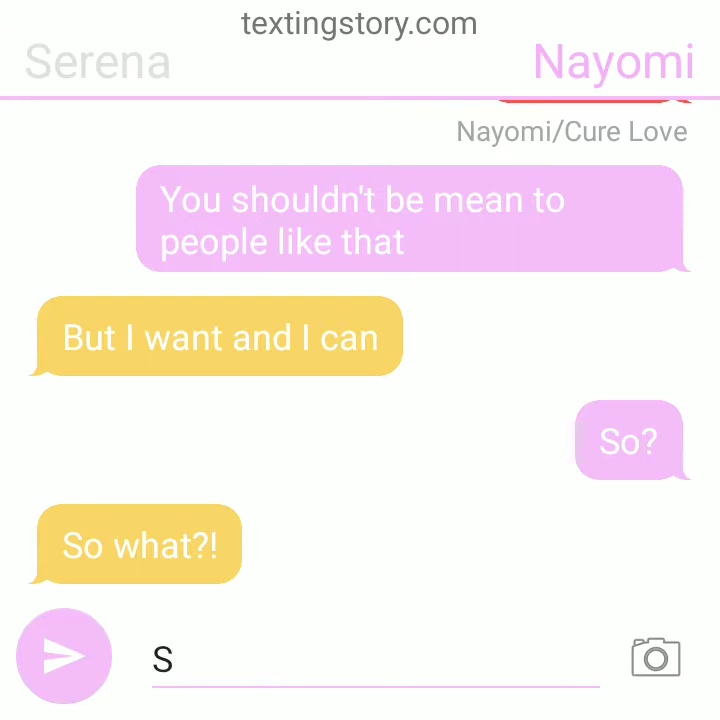 textingstory.com
Serena
Nayomi
Nayomi/Cure Love
You shouldn't be mean to
people like that
But I want and I can
So?
So what?!
S